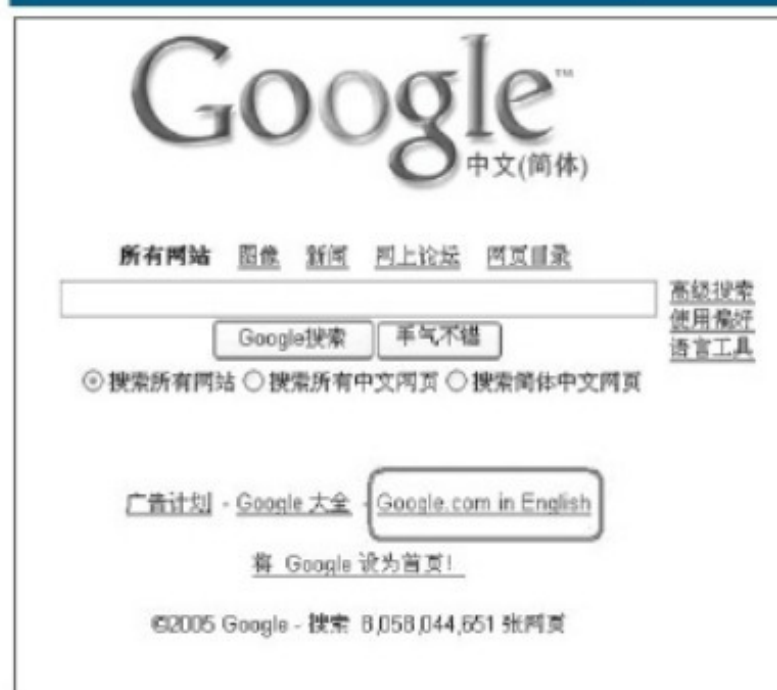 Google™
中文(简体)
所有网站 图像 新闻 网上论坛 网页目录
高级搜索
Google搜索 手气不错 使用偏好
语言工具
搜索所有网站 搜索所有中文网页 搜索简体中文网页
广告计划 - Google 大全 - Google.com in English
将 Google 设为首页!
©2005 Google - 搜索 8,058,044,651 张网页